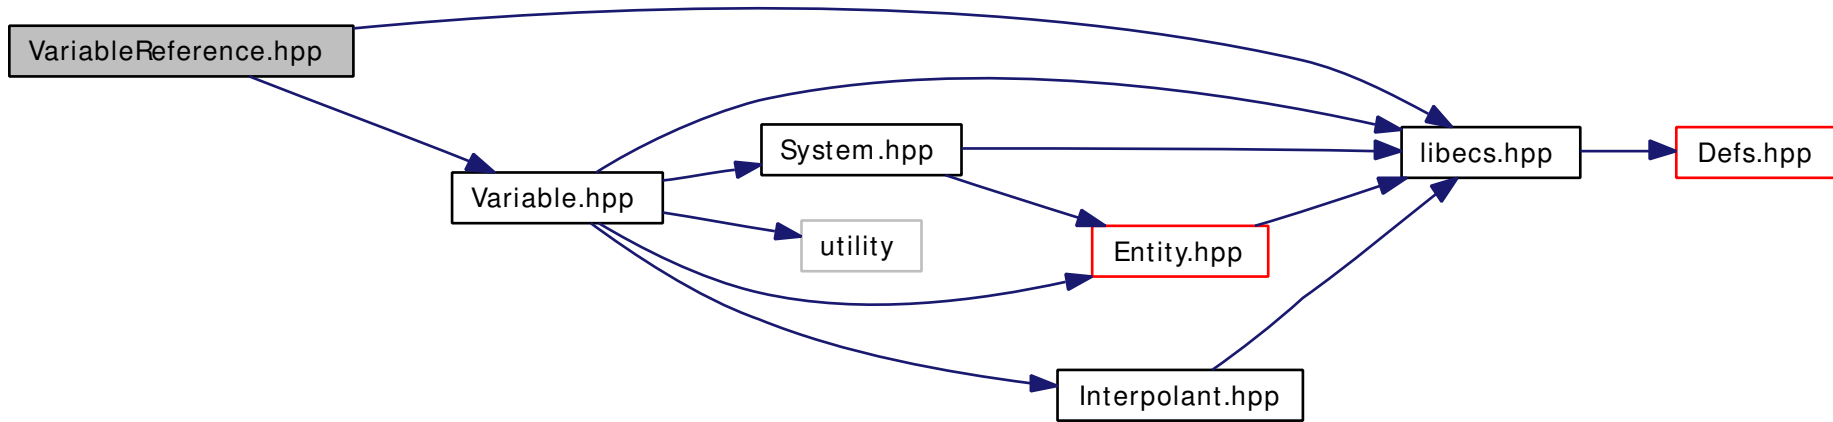 VariableReference.hpp
Variable.hpp
System.hpp
utility
Entity.hpp
Interpolant.hpp
libecs.hpp
Defs.hpp